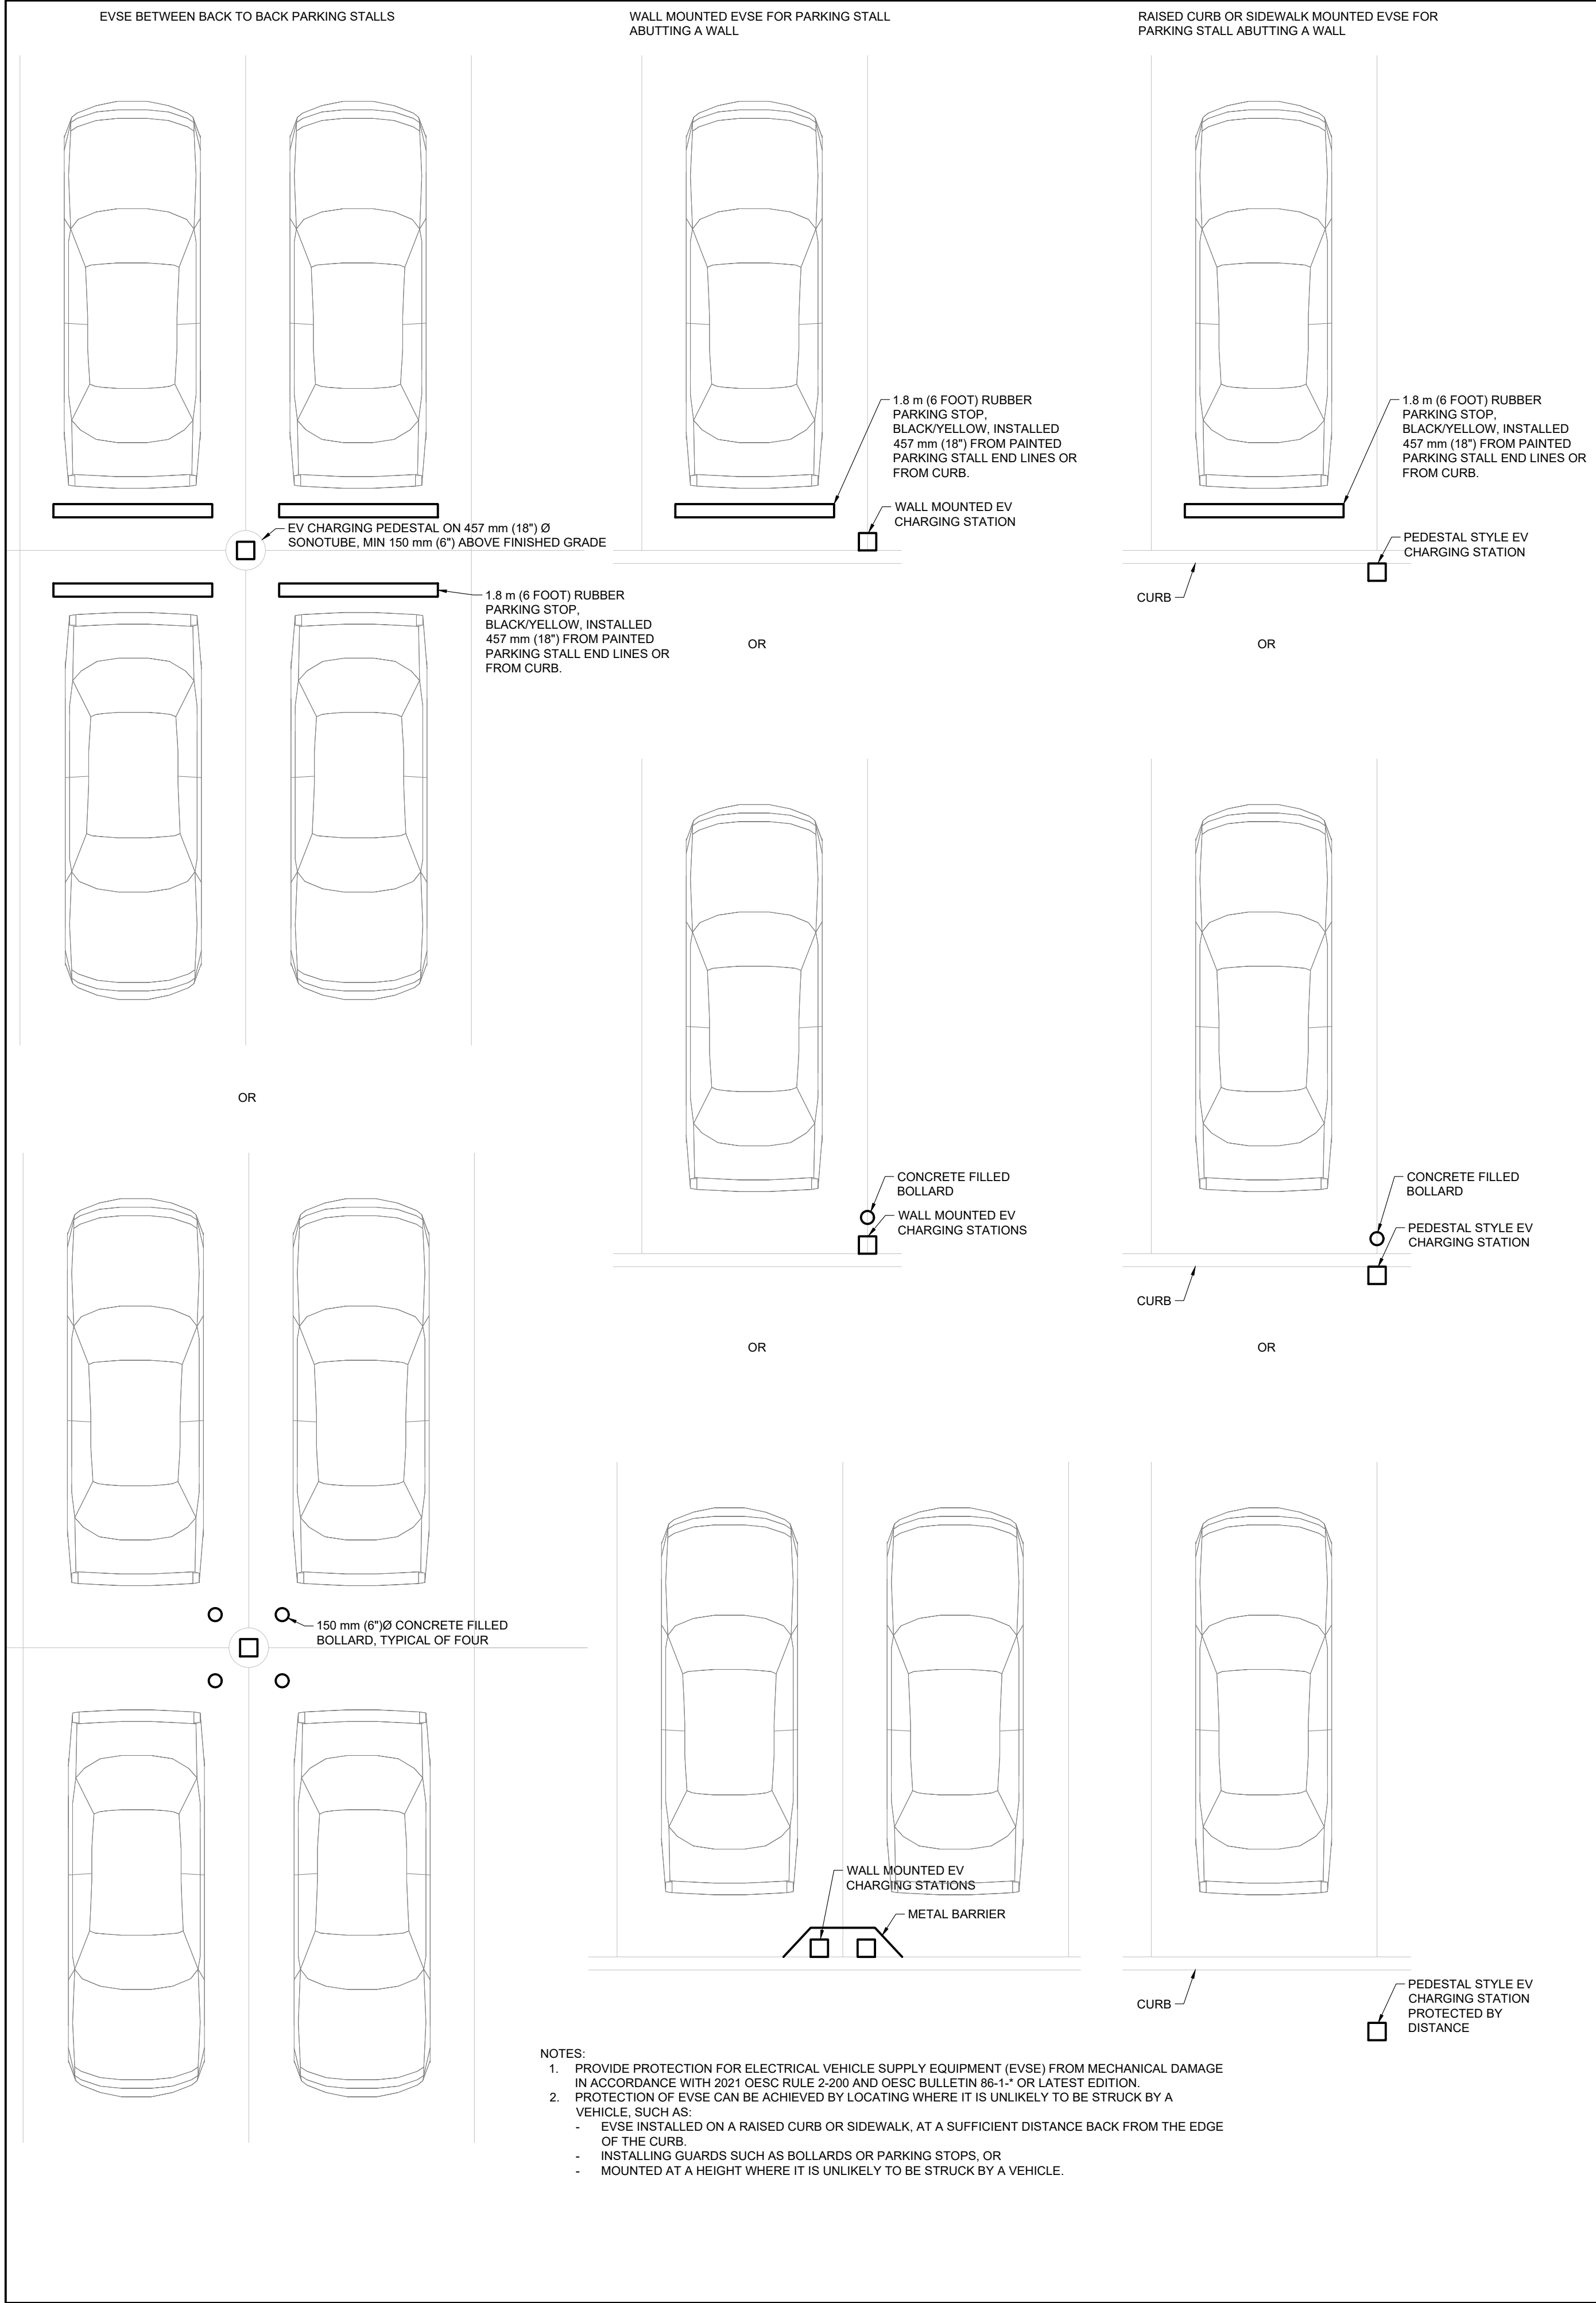 EVSE BETWEEN BACK TO BACK PARKING STALLS
EV CHARGING PEDESTAL ON 457 mm (18") Ø
SONOTUBE, MIN 150 mm (6") ABOVE FINISHED GRADE
1.8 m (6 FOOT) RUBBER
PARKING STOP,
BLACK/YELLOW, INSTALLED
457 mm (18") FROM PAINTED
PARKING STALL END LINES OR
FROM CURB.
OR
150 mm (6")Ø CONCRETE FILLED
BOLLARD, TYPICAL OF FOUR
WALL MOUNTED EVSE FOR PARKING STALL
ABUTTING A WALL
1.8 m (6 FOOT) RUBBER
PARKING STOP,
BLACK/YELLOW, INSTALLED
457 mm (18") FROM PAINTED
PARKING STALL END LINES OR
FROM CURB.
WALL MOUNTED EV
CHARGING STATION
OR
CONCRETE FILLED
BOLLARD
WALL MOUNTED EV
CHARGING STATIONS
OR
WALL MOUNTED EV
CHARGING STATIONS
METAL BARRIER
RAISED CURB OR SIDEWALK MOUNTED EVSE FOR
PARKING STALL ABUTTING A WALL
1.8 m (6 FOOT) RUBBER
PARKING STOP,
BLACK/YELLOW, INSTALLED
457 mm (18") FROM PAINTED
PARKING STALL END LINES OR
FROM CURB.
PEDESTAL STYLE EV
CHARGING STATION
CURB
OR
CONCRETE FILLED
BOLLARD
PEDESTAL STYLE EV
CHARGING STATION
CURB
OR
PEDESTAL STYLE EV
CHARGING STATION
PROTECTED BY
DISTANCE
CURB
NOTES:
1. PROVIDE PROTECTION FOR ELECTRICAL VEHICLE SUPPLY EQUIPMENT (EVSE) FROM MECHANICAL DAMAGE
IN ACCORDANCE WITH 2021 OESC RULE 2-200 AND OESC BULLETIN 86-1-* OR LATEST EDITION.
2. PROTECTION OF EVSE CAN BE ACHIEVED BY LOCATING WHERE IT IS UNLIKELY TO BE STRUCK BY A
VEHICLE, SUCH AS:
- EVSE INSTALLED ON A RAISED CURB OR SIDEWALK, AT A SUFFICIENT DISTANCE BACK FROM THE EDGE
OF THE CURB.
- INSTALLING GUARDS SUCH AS BOLLARDS OR PARKING STOPS, OR
- MOUNTED AT A HEIGHT WHERE IT IS UNLIKELY TO BE STRUCK BY A VEHICLE.